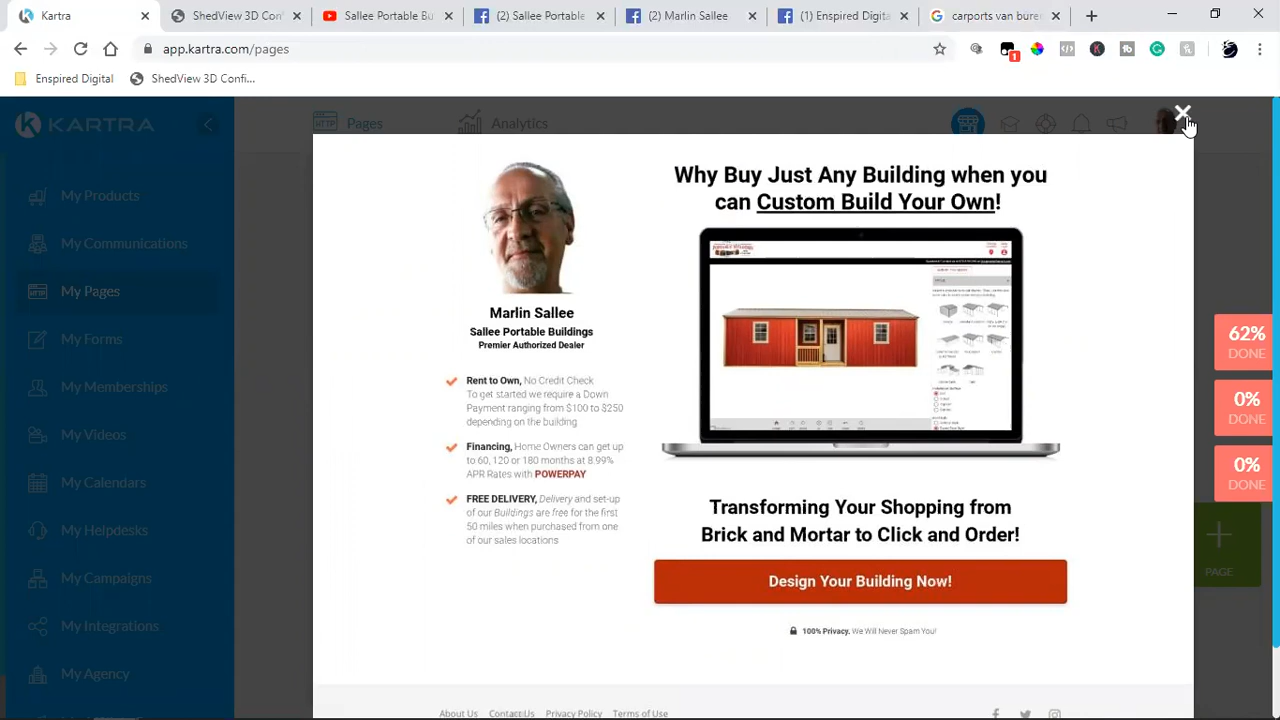 Kartra
ShedView 3D Conf
Sallee Portable Bu
(2) Sallee Portable
(2) Marlin Sallee
(1) Enspired Digita
carports van buren
app.kartra.com/pages
1
Enspired Digital
ShedView 3D Confi...
KARTRA
HTTP
Pages
Analytics
My Products
My Communications
My Pages
My Forms
My Memberships
My Videos
My Calendars
My Helpdesks
My Campaigns
My Integrations
My Agency
Why Buy Just Any Building when you
can Custom Build Your Own!
Marlin Sallee
Sallee Portable Buildings
Premier Authorized Dealer
Rent to Own, No Credit Check
To get started we require a Down
Payment ranging from $100 to $250
depending on the building
Financing, Home Owners can get up
to 60, 120 or 180 months at 8.99%
APR Rates with POWERPAY
FREE DELIVERY, Delivery and set-up
of our Buildings are free for the first
50 miles when purchased from one
of our sales locations
Transforming Your Shopping from
Brick and Mortar to Click and Order!
Design Your Building Now!
100% Privacy. We Will Never Spam You!
About Us
Contact Us
Privacy Policy
Terms of Use
62%
DONE
0%
DONE
0%
DONE
PAGE